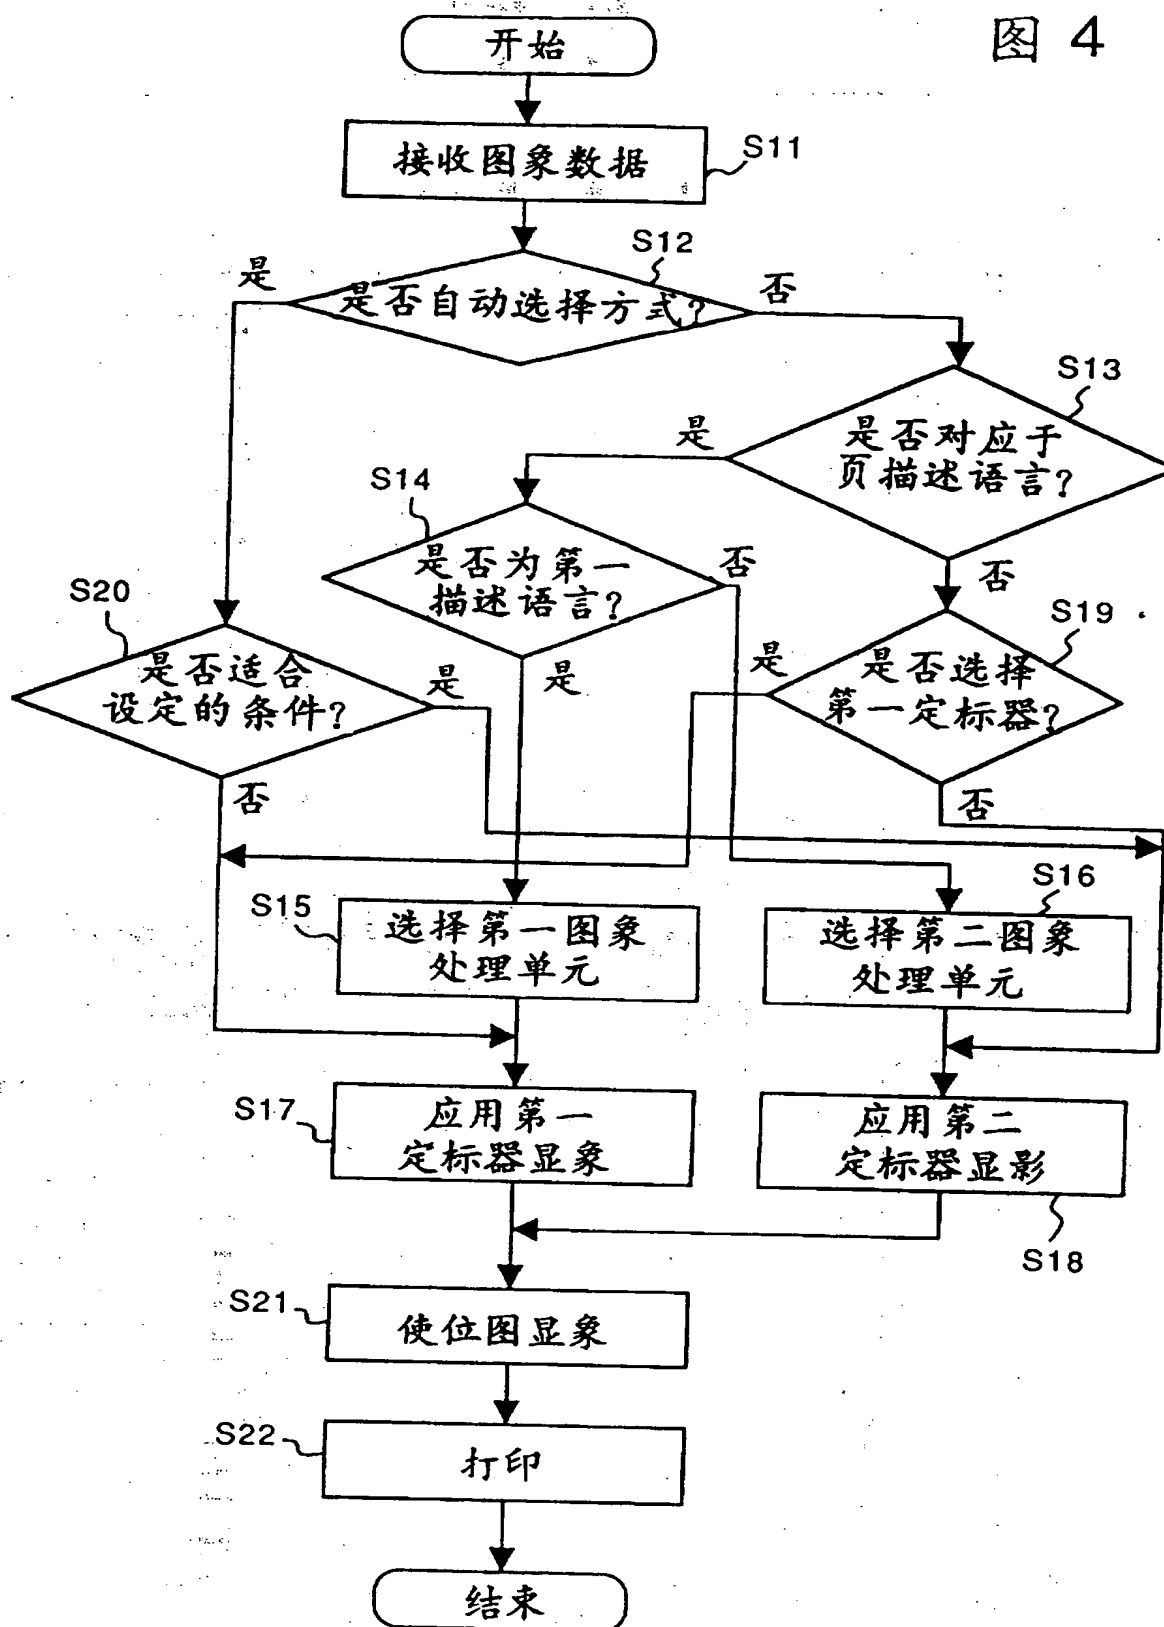 图 4
开始
接收图象数据
S11
S12
是
是否自动选择方式?
否
S13
是否对应于
页描述语言?
是
否
S14
是否为第一
描述语言?
否
是
S20
是否适合
设定的条件?
是
否
S19
是否选择
第一定标器?
是
否
S15
选择第一图象
处理单元
S16
选择第二图象
处理单元
S17
应用第一
定标器显象
应用第二
定标器显影
S18
S21
使位图显象
S22
打印
结束